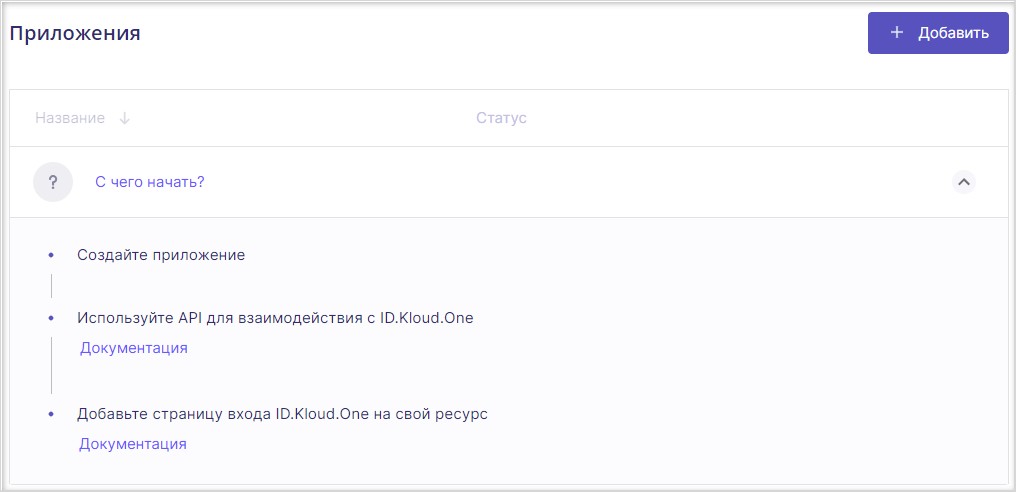 Приложения
+ Добавить
Название ↓ Статус
? С чего начать?
• Создайте приложение
• Используйте API для взаимодействия с ID.Kloud.One
Документация
• Добавьте страницу входа ID.Kloud.One на свой ресурс
Документация